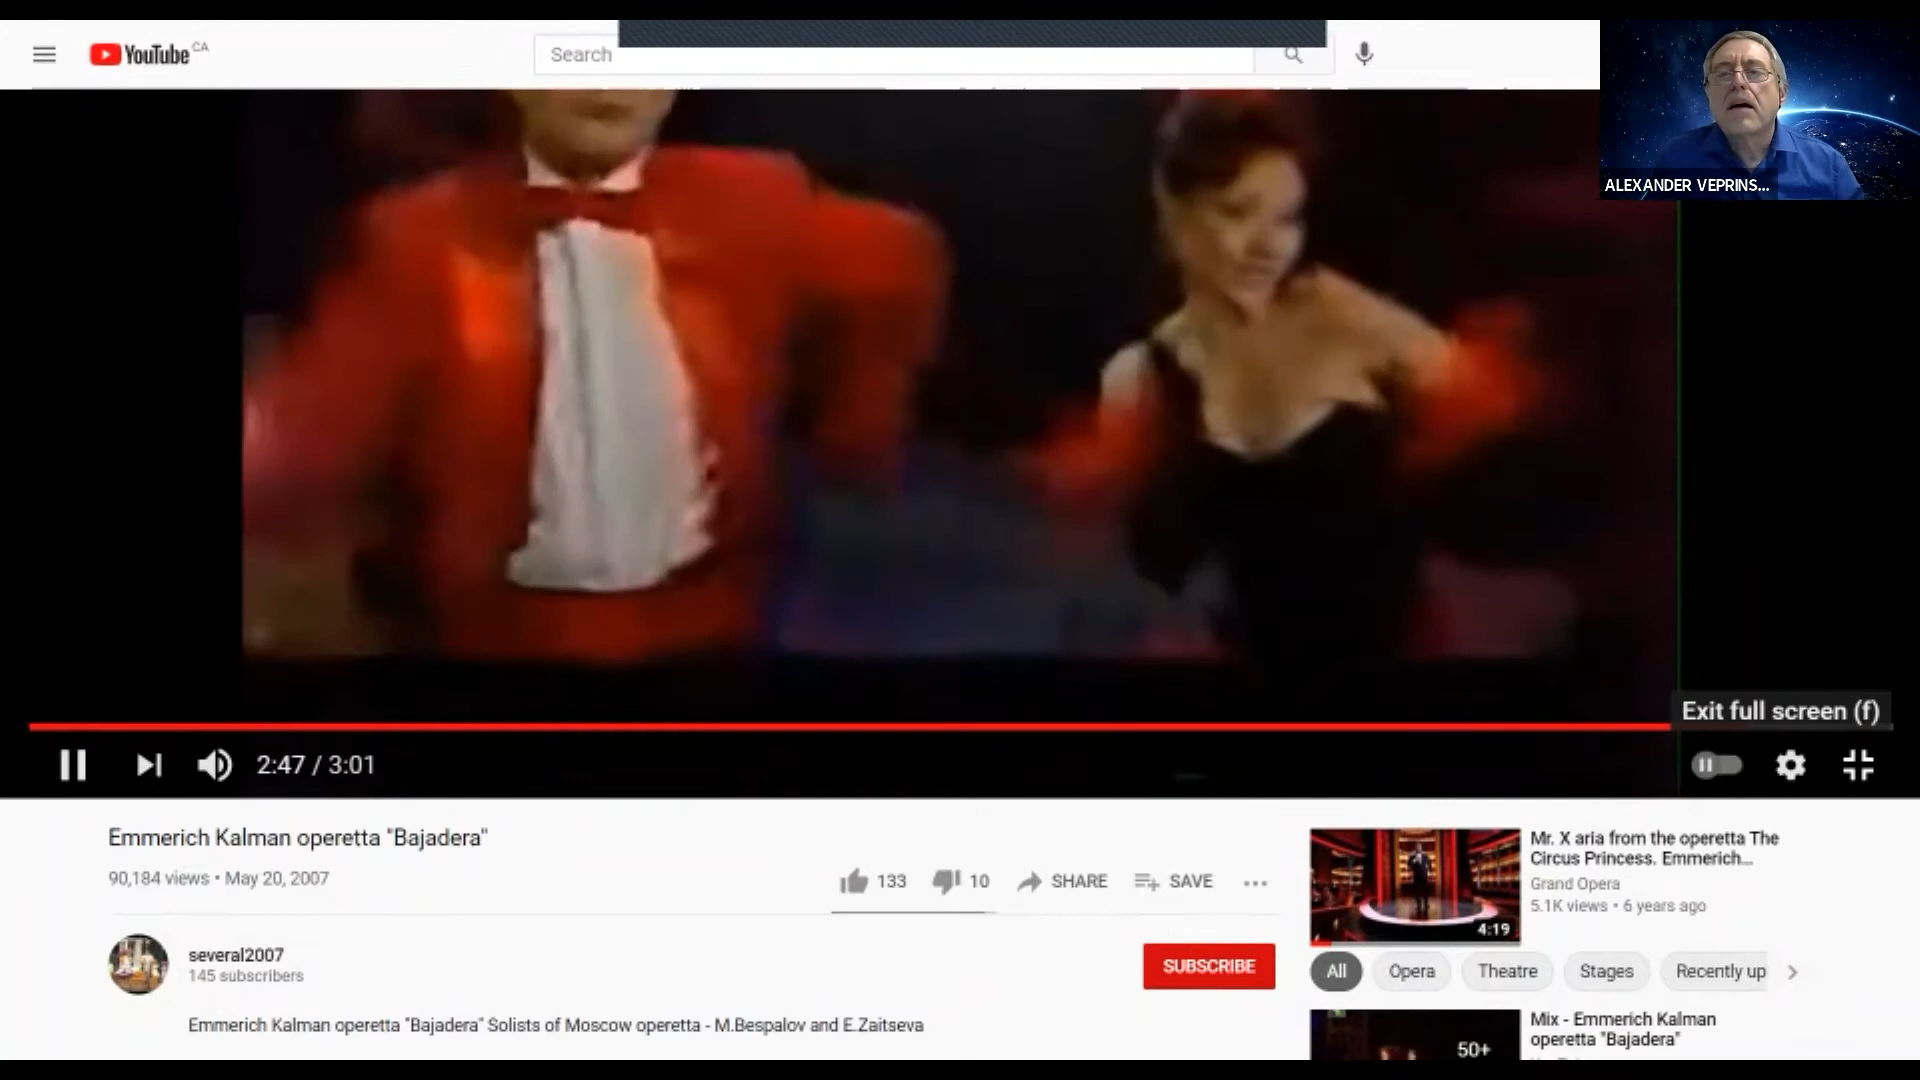 YouTube CA
Search
ALEXANDER VEPRINS...
Exit full screen (f)
2:47 / 3:01
Emmerich Kalman operetta "Bajadera"
90,184 views • May 20, 2007
133
10
SHARE
SAVE
several2007
145 subscribers
SUBSCRIBE
Emmerich Kalman operetta "Bajadera" Solists of Moscow operetta - M.Bespalov and E.Zaitseva
4:19
Mr. X aria from the operetta The
Circus Princess. Emmerich...
Grand Opera
5.1K views • 6 years ago
All
Opera
Theatre
Stages
Recently up
50+
Mix - Emmerich Kalman
operetta "Bajadera"